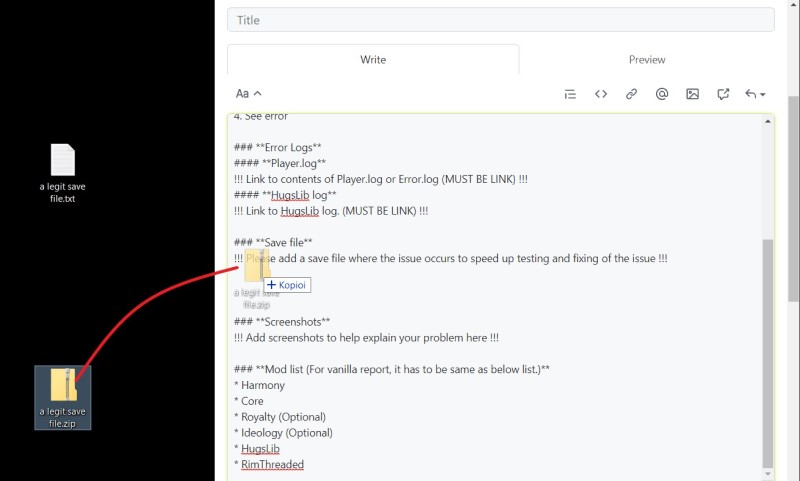 Title
Write
Preview
Aa
4. See error
### **Error Logs**
#### **Player.log**
!!! Link to contents of Player.log or Error.log (MUST BE LINK) !!!
#### **HugsLib log**
!!! Link to HugsLib log. (MUST BE LINK) !!!
### **Save file**
!!! Please add a save file where the issue occurs to speed up testing and fixing of the issue !!!
+ Kopioi
a legit save
file.zip
### **Screenshots**
!!! Add screenshots to help explain your problem here !!!
### **Mod list (For vanilla report, it has to be same as below list.)**
* Harmony
* Core
* Royalty (Optional)
* Ideology (Optional)
* HugsLib
* RimThreaded
a legit save
file.txt
a legit save
file.zip